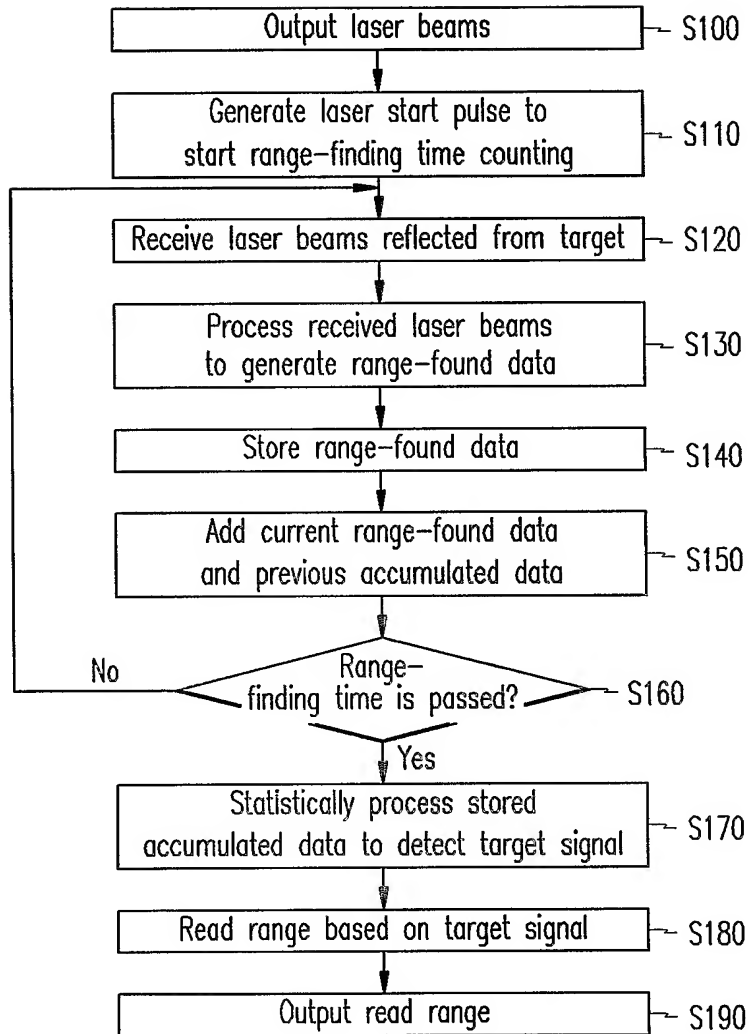 Output laser beams
S100
Generate laser start pulse to
start range-finding time counting
S110
Receive laser beams reflected from target
S120
Process received laser beams
to generate range-found data
S130
Store range-found data
S140
Add current range-found data
and previous accumulated data
S150
No
Range-
finding time is passed?
S160
Yes
Statistically process stored
accumulated data to detect target signal
S170
Read range based on target signal
S180
Output read range
S190